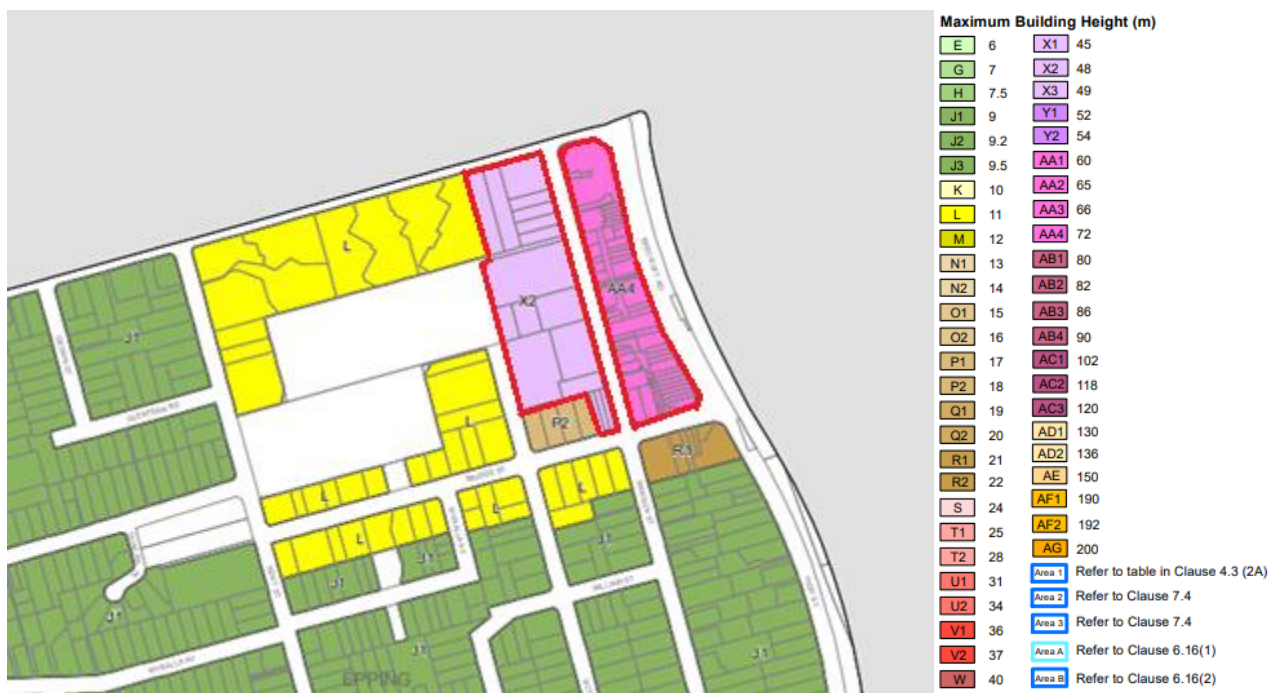 Maximum Building Height (m)
E 6
G 7
H 7.5
J1 9
J2 9.2
J3 9.5
K 10
L 11
M 12
N1 13
N2 14
O1 15
O2 16
P1 17
P2 18
Q1 19
Q2 20
R1 21
R2 22
S 24
T1 25
T2 28
U1 31
U2 34
V1 36
V2 37
W 40
X1 45
X2 48
X3 49
Y1 52
Y2 54
AA1 60
AA2 65
AA3 66
AA4 72
AB1 80
AB2 82
AB3 86
AB4 90
AC1 102
AC2 118
AC3 120
AD1 130
AD2 136
AE 150
AF1 190
AF2 192
AG 200
Area 1 Refer to table in Clause 4.3 (2A)
Area 2 Refer to Clause 7.4
Area 3 Refer to Clause 7.4
Area A Refer to Clause 6.16(1)
Area B Refer to Clause 6.16(2)
L
AA4
X2
J1
P2
L
R3
L
L
L
L
J1
J1
J1
J1
WILLIAM ST
J1
J1
EPPING